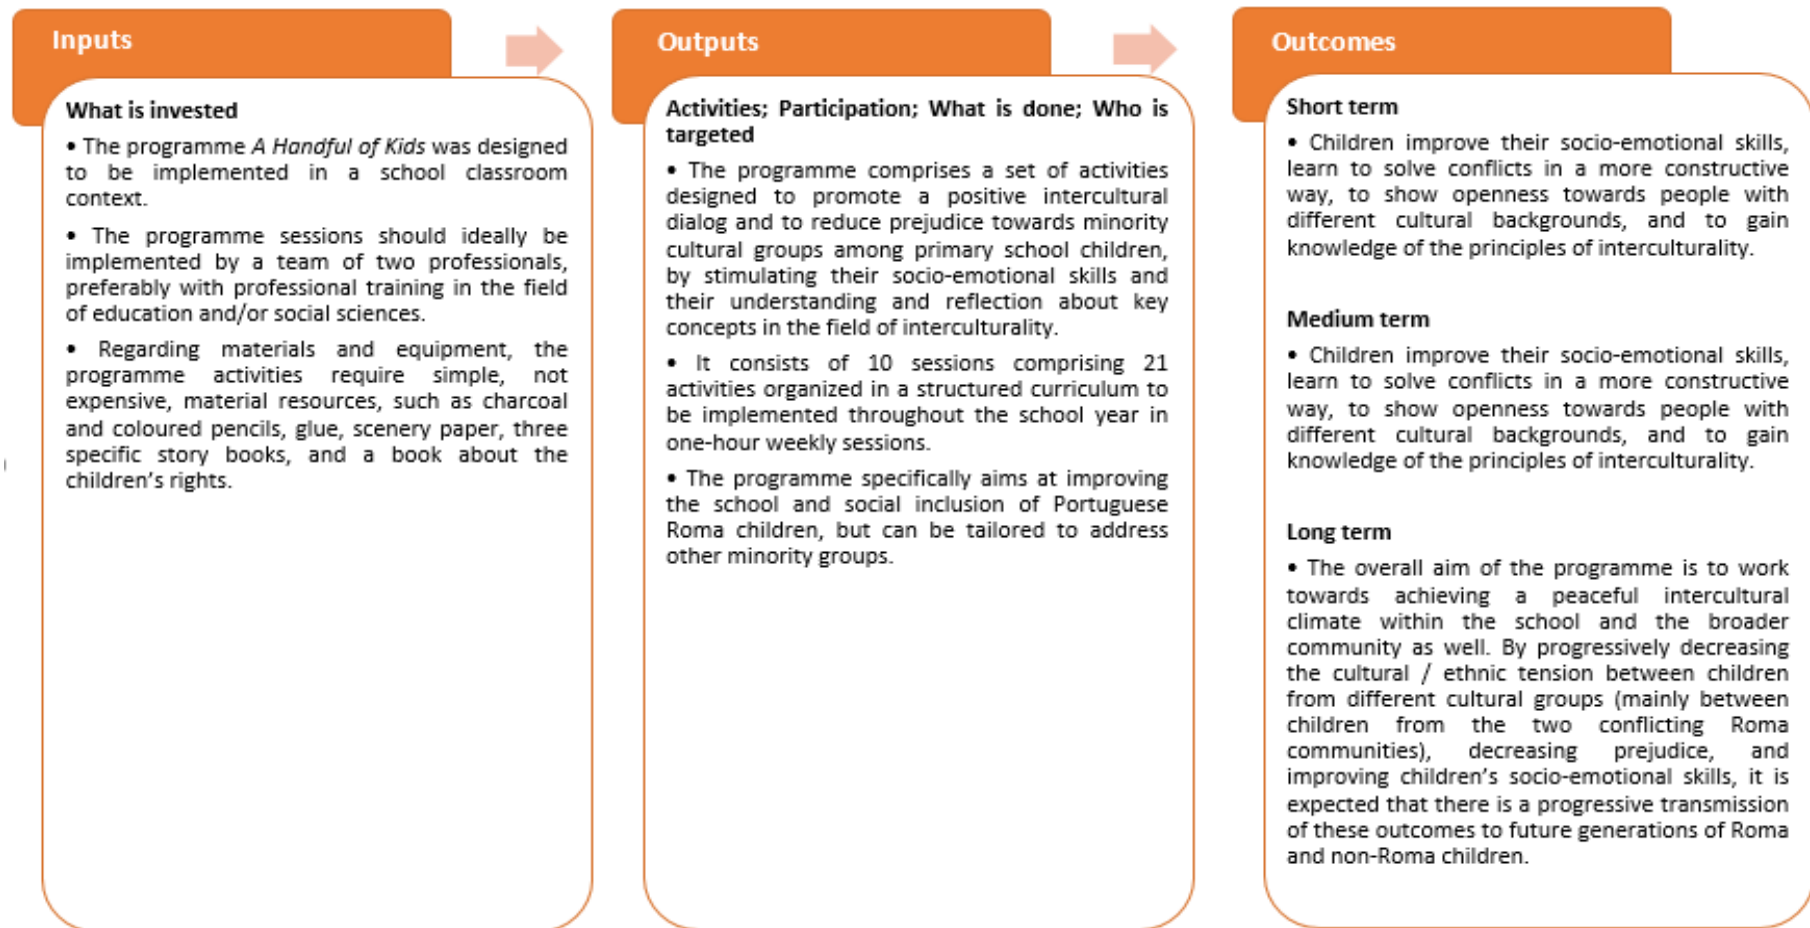 Inputs
What is invested
• The programme A Handful of Kids was designed
to be implemented in a school classroom
context.
• The programme sessions should ideally be
implemented by a team of two professionals,
preferably with professional training in the field
of education and/or social sciences.
• Regarding materials and equipment, the
programme activities require simple, not
expensive, material resources, such as charcoal
and coloured pencils, glue, scenery paper, three
specific story books, and a book about the
children's rights.
Outputs
Activities; Participation; What is done; Who is
targeted
• The programme comprises a set of activities
designed to promote a positive intercultural
dialog and to reduce prejudice towards minority
cultural groups among primary school children,
by stimulating their socio-emotional skills and
their understanding and reflection about key
concepts in the field of interculturality.
• It consists of 10 sessions comprising 21
activities organized in a structured curriculum to
be implemented throughout the school year in
one-hour weekly sessions.
• The programme specifically aims at improving
the school and social inclusion of Portuguese
Roma children, but can be tailored to address
other minority groups.
Outcomes
Short term
• Children improve their socio-emotional skills,
learn to solve conflicts in a more constructive
way, to show openness towards people with
different cultural backgrounds, and to gain
knowledge of the principles of interculturality.
Medium term
• Children improve their socio-emotional skills,
learn to solve conflicts in a more constructive
way, to show openness towards people with
different cultural backgrounds, and to gain
knowledge of the principles of interculturality.
Long term
• The overall aim of the programme is to work
towards achieving a peaceful intercultural
climate within the school and the broader
community as well. By progressively decreasing
the cultural / ethnic tension between children
from different cultural groups (mainly between
children from the two conflicting Roma
communities), decreasing prejudice, and
improving children's socio-emotional skills, it is
expected that there is a progressive transmission
of these outcomes to future generations of Roma
and non-Roma children.